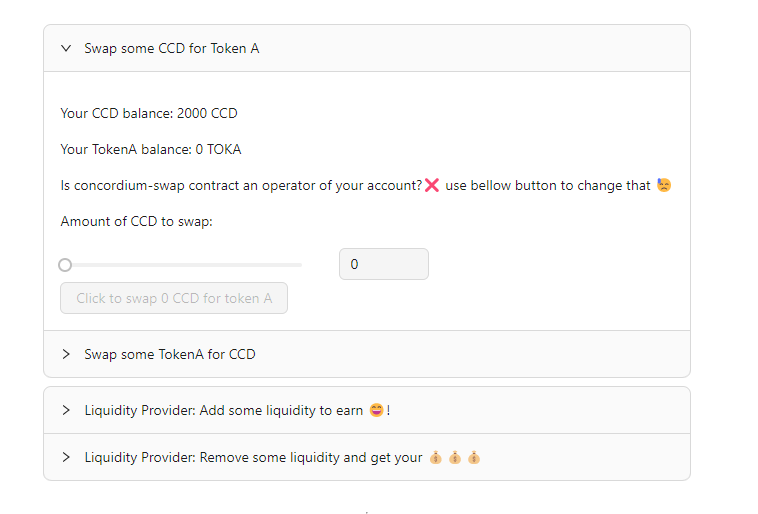 Swap some CCD for Token A
Your CCD balance: 2000 CCD
Your TokenA balance: 0 TOKA
Is concordium-swap contract an operator of your account?❌ use bellow button to change that 😓
Amount of CCD to swap:
0
Click to swap 0 CCD for token A
Swap some TokenA for CCD
Liquidity Provider: Add some liquidity to earn 😄!
Liquidity Provider: Remove some liquidity and get your 💰 💰 💰